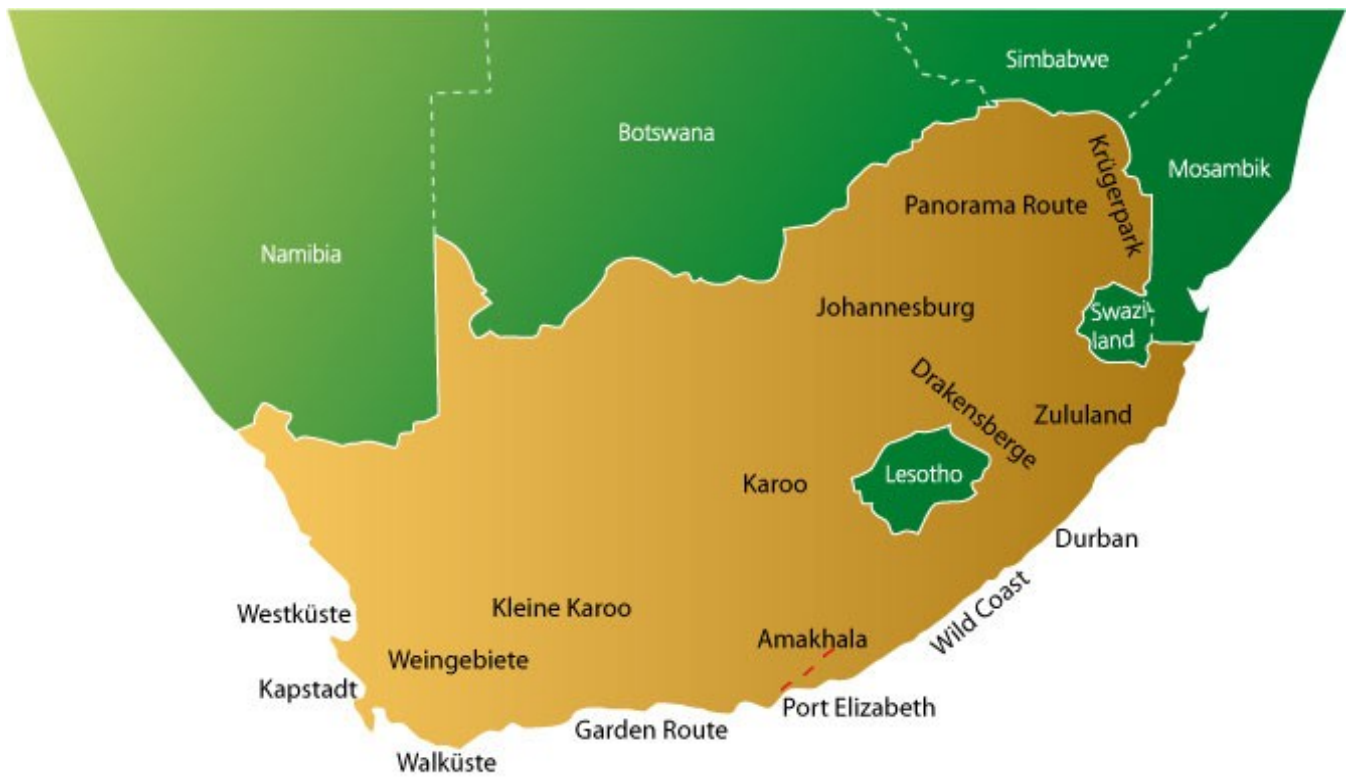 Simbabwe
Botswana
Krügerpark
Mosambik
Panorama Route
Namibia
Johannesburg
Swazi
land
Drakensberge
Zululand
Karoo
Lesotho
Durban
Westküste
Kleine Karoo
Wild Coast
Amakhala
Weingebiete
Kapstadt
Port Elizabeth
Garden Route
Walküste